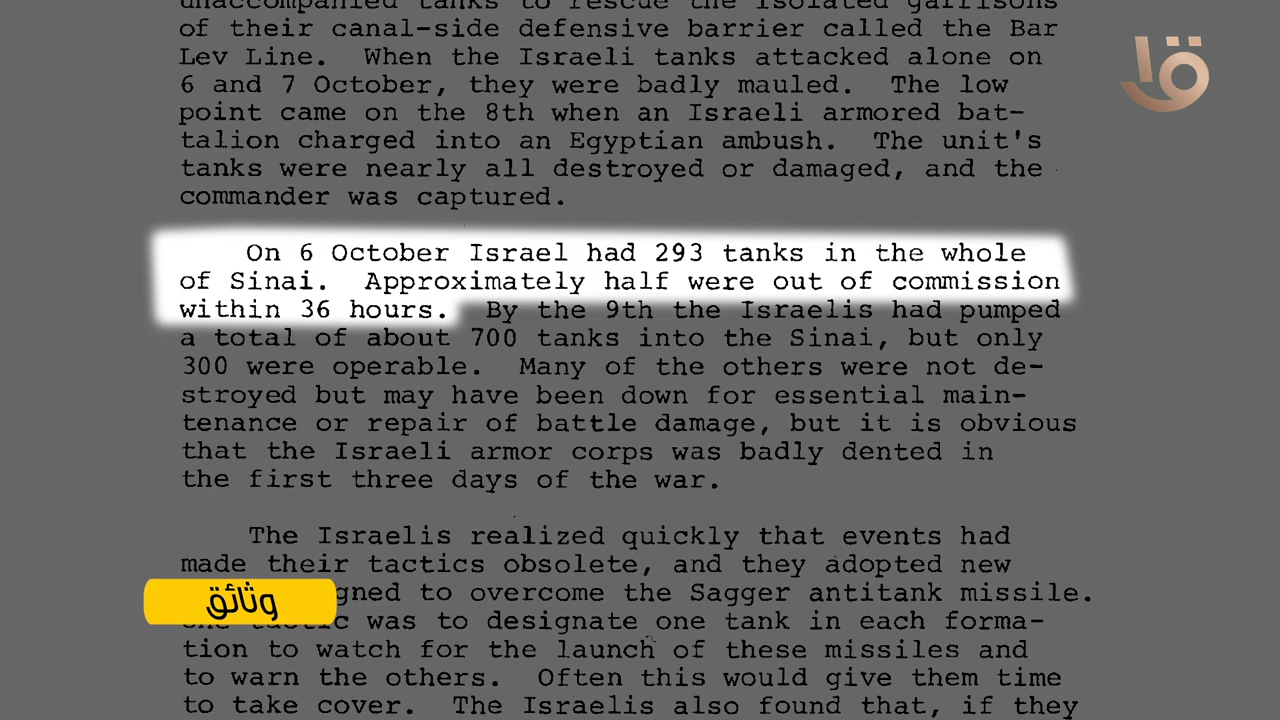 unaccompanied tanks to rescue the isolated garrisons
of their canal-side defensive barrier called the Bar
Lev Line. When the Israeli tanks attacked alone on
6 and 7 October, they were badly mauled. The low
point came on the 8th when an Israeli armored bat-
talion charged into an Egyptian ambush. The unit's
tanks were nearly all destroyed or damaged, and the
commander was captured.
On 6 October Israel had 293 tanks in the whole
of Sinai. Approximately half were out of commission
within 36 hours. By the 9th the Israelis had pumped
a total of about 700 tanks into the Sinai, but only
300 were operable. Many of the others were not de-
stroyed but may have been down for essential main-
tenance or repair of battle damage, but it is obvious
that the Israeli armor corps was badly dented in
the first three days of the war.
The Israelis realized quickly that events had
made their tactics obsolete, and they adopted new
gned to overcome the Sagger antitank missile.
وثائق
One tactic was to designate one tank in each forma-
tion to watch for the launch of these missiles and
to warn the others. Often this would give them time
to take cover. The Israelis also found that, if they